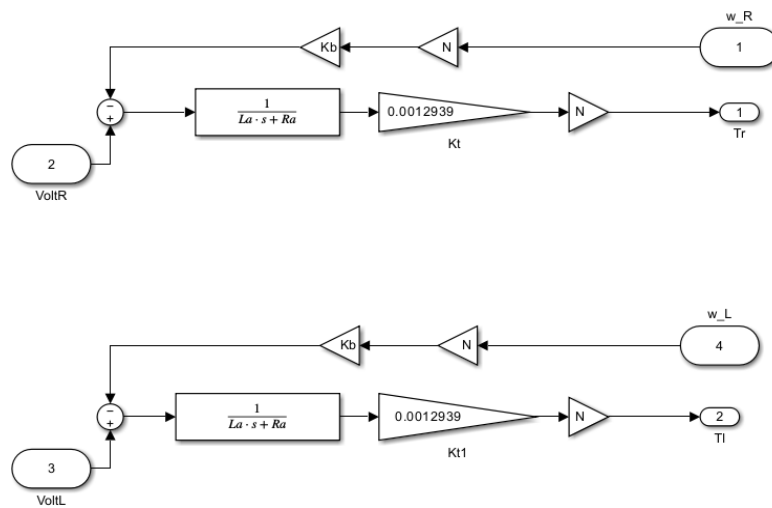 w_R
Kb
N
1
−
+
1
La · s + Ra
0.0012939
N
1
Kt
Tr
2
VoltR
w_L
Kb
N
4
−
+
1
La · s + Ra
0.0012939
N
2
Kt1
Tl
3
VoltL